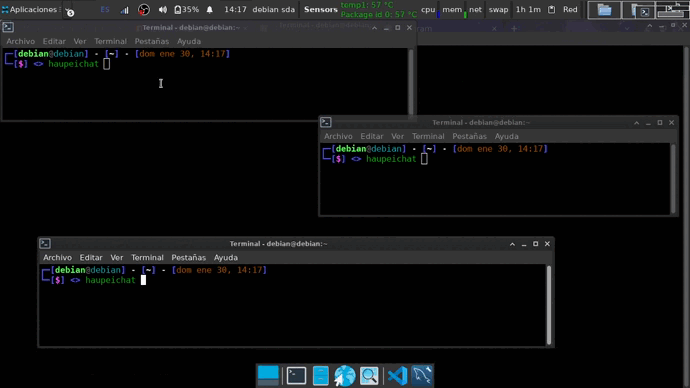 Aplicaciones
Es
35%
14:17 debian sda Sensors temp1: 57 °C cpu mem net swap 1h 1m Red
Package id 0: 57 °C
Terminal - debian@debian: ~
Archivo Editar Ver Terminal Pestañas Ayuda
[debian@debian] - [~] - [dom ene 30, 14:17]
[$] <> haupeichat
Terminal - debian@debian: ~
Archivo Editar Ver Terminal Pestañas Ayuda
[debian@debian] - [~] - [dom ene 30, 14:17]
[$] <> haupeichat
Terminal - debian@debian: ~
Archivo Editar Ver Terminal Pestañas Ayuda
[debian@debian] - [~] - [dom ene 30, 14:17]
[$] <> haupeichat